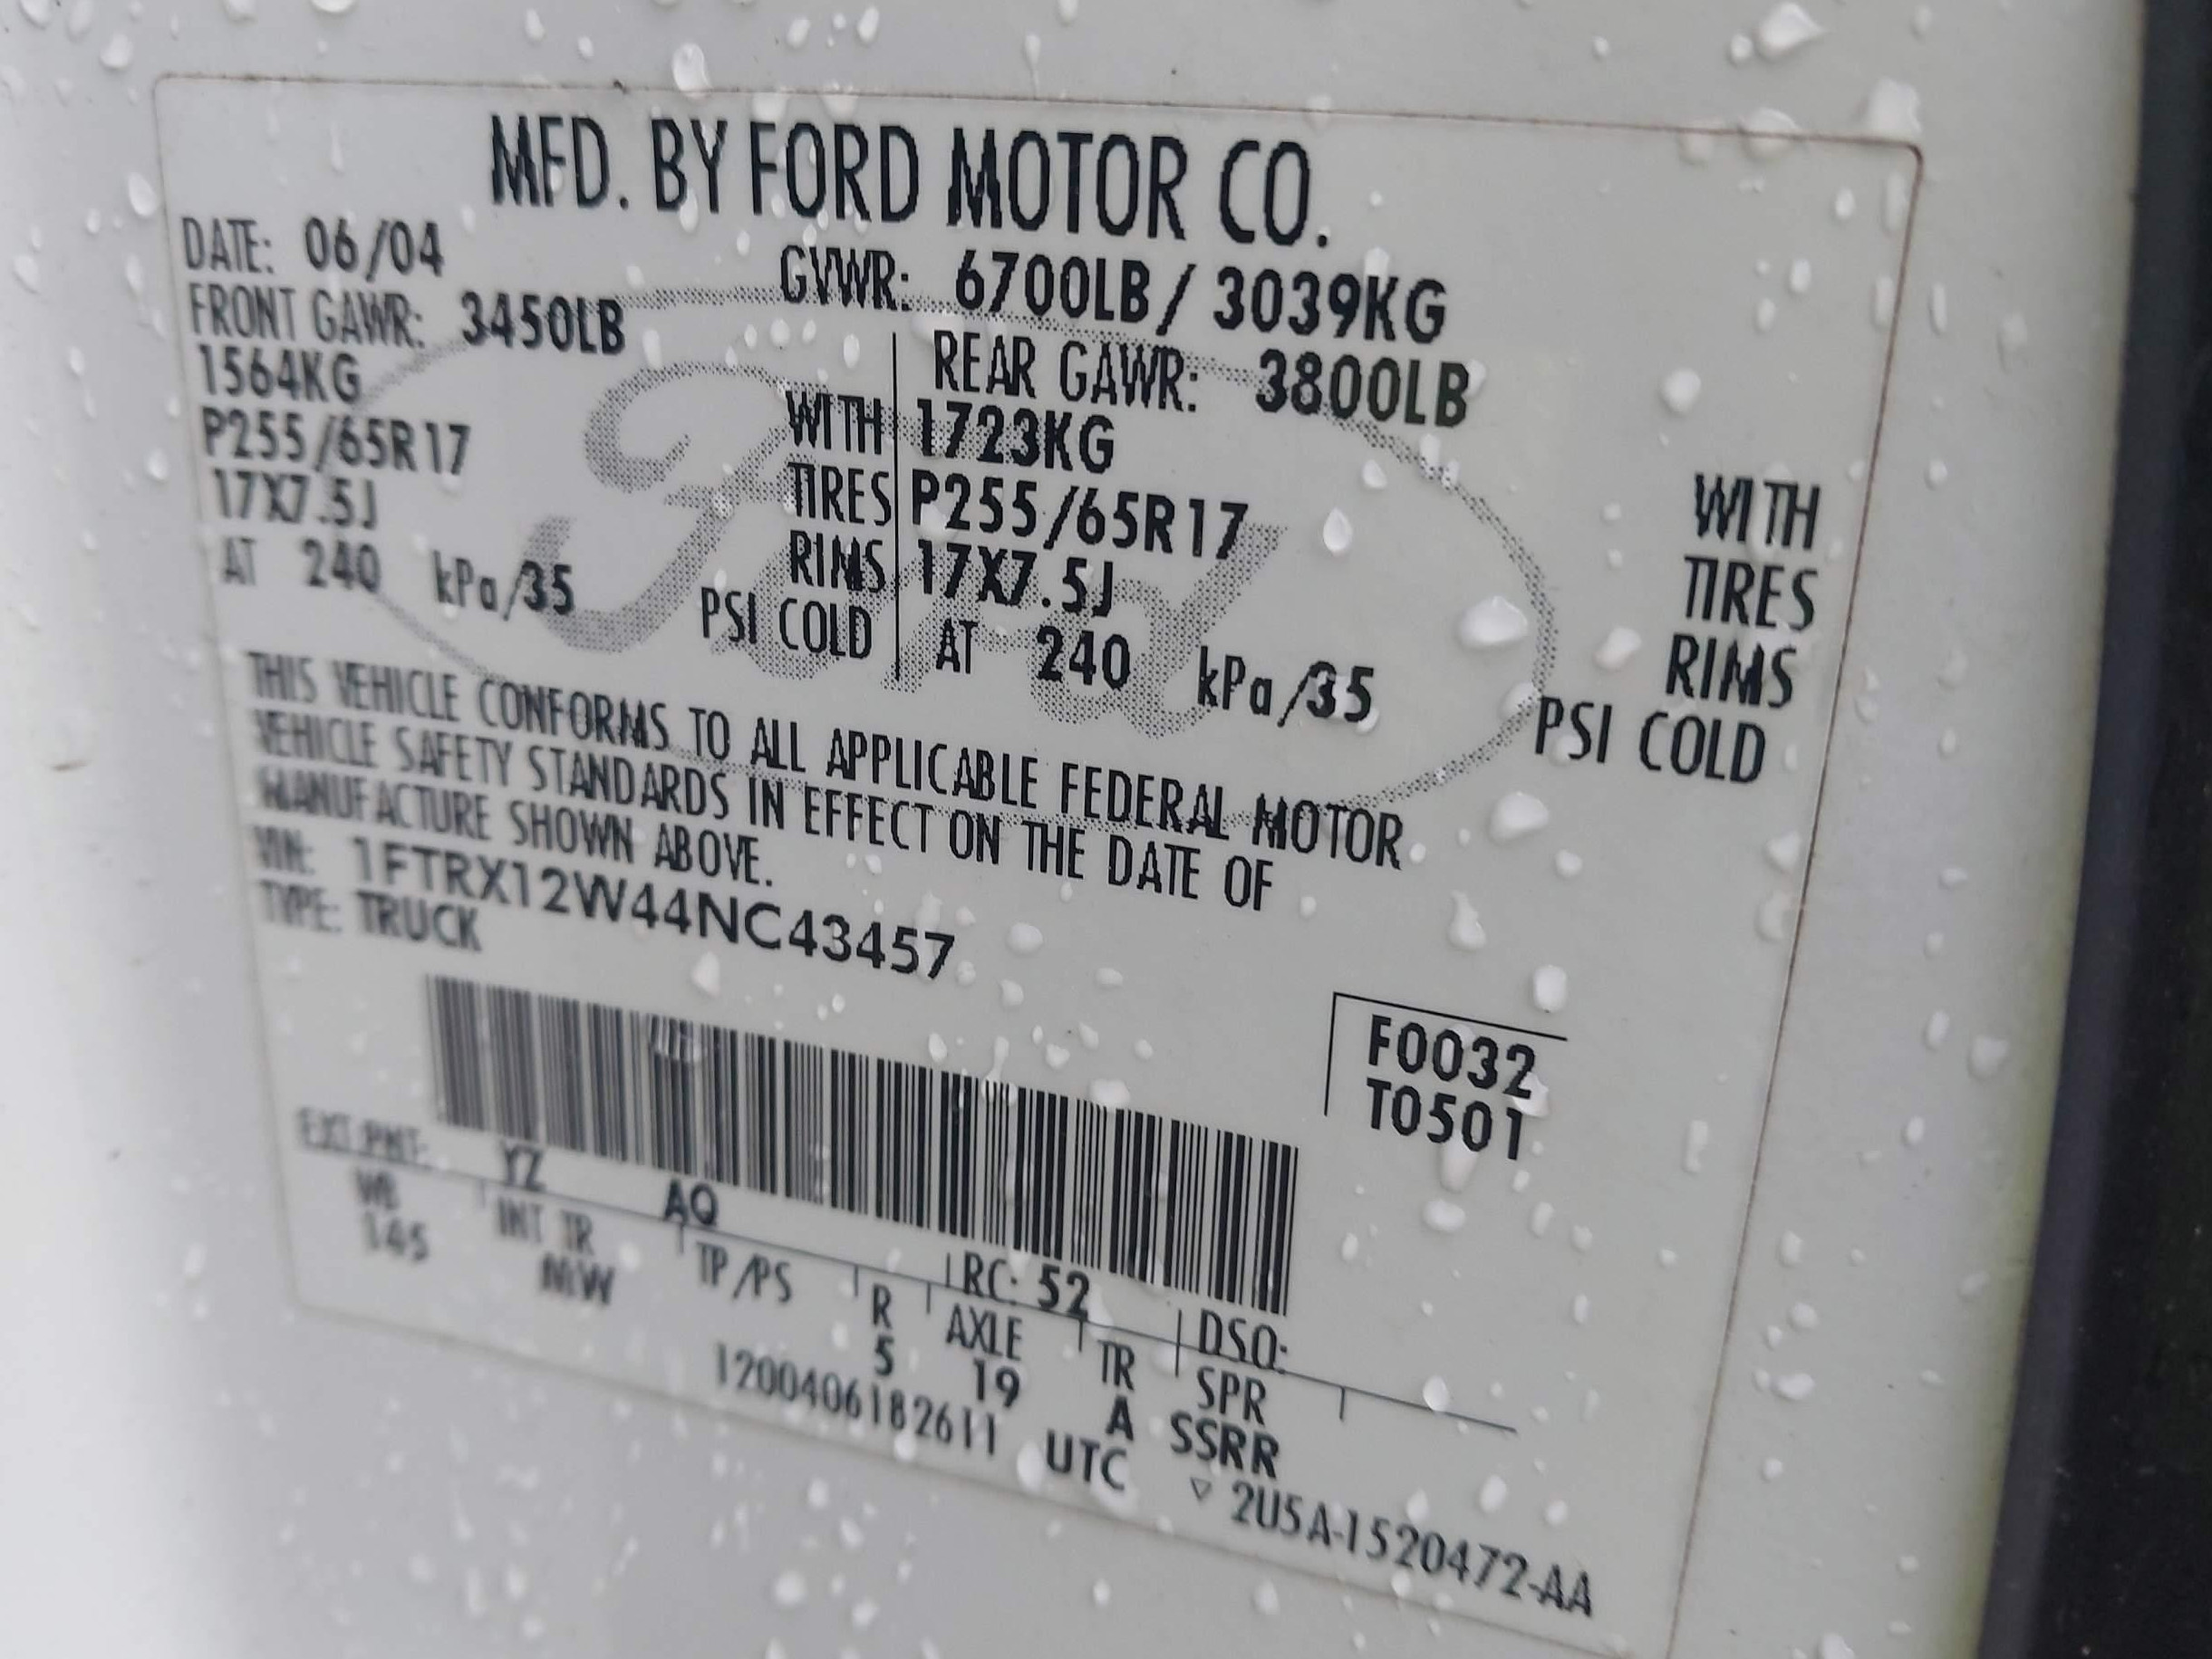 MFD. BY FORD MOTOR CO.
DATE: 06/04 GVWR: 6700LB/ 3039KG
FRONT GAWR: 3450LB REAR GAWR: 3800LB
1564KG WITH 1723KG WITH
P255/65R17 TIRES P255/65R17 TIRES
17X7.5J RIMS 17X7.5J RIMS
AT 240 kPa/35 PSI COLD AT 240 kPa/35 PSI COLD
Ford
THIS VEHICLE CONFORMS TO ALL APPLICABLE FEDERAL MOTOR
VEHICLE SAFETY STANDARDS IN EFFECT ON THE DATE OF
MANUFACTURE SHOWN ABOVE.
VIN: 1FTRX12W44NC43457
TYPE: TRUCK
F0032
T0501
EXT.PNT: YZ AQ RC: 52 DSO:
WB INT TR TP/PS R AXLE TR SPR
145 MW 5 19 A SSRR
1200406182611 UTC ▽ 2U5A-1520472-AA